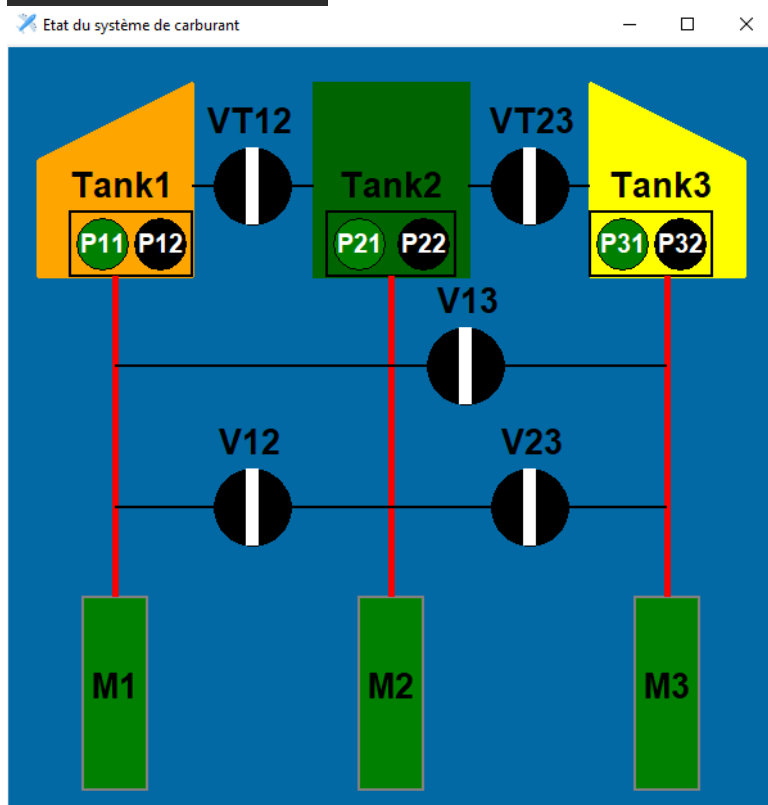 Etat du système de carburant
VT12 VT23
Tank1 Tank2 Tank3
P11 P12 P21 P22 P31 P32
V13
V12 V23
M1 M2 M3